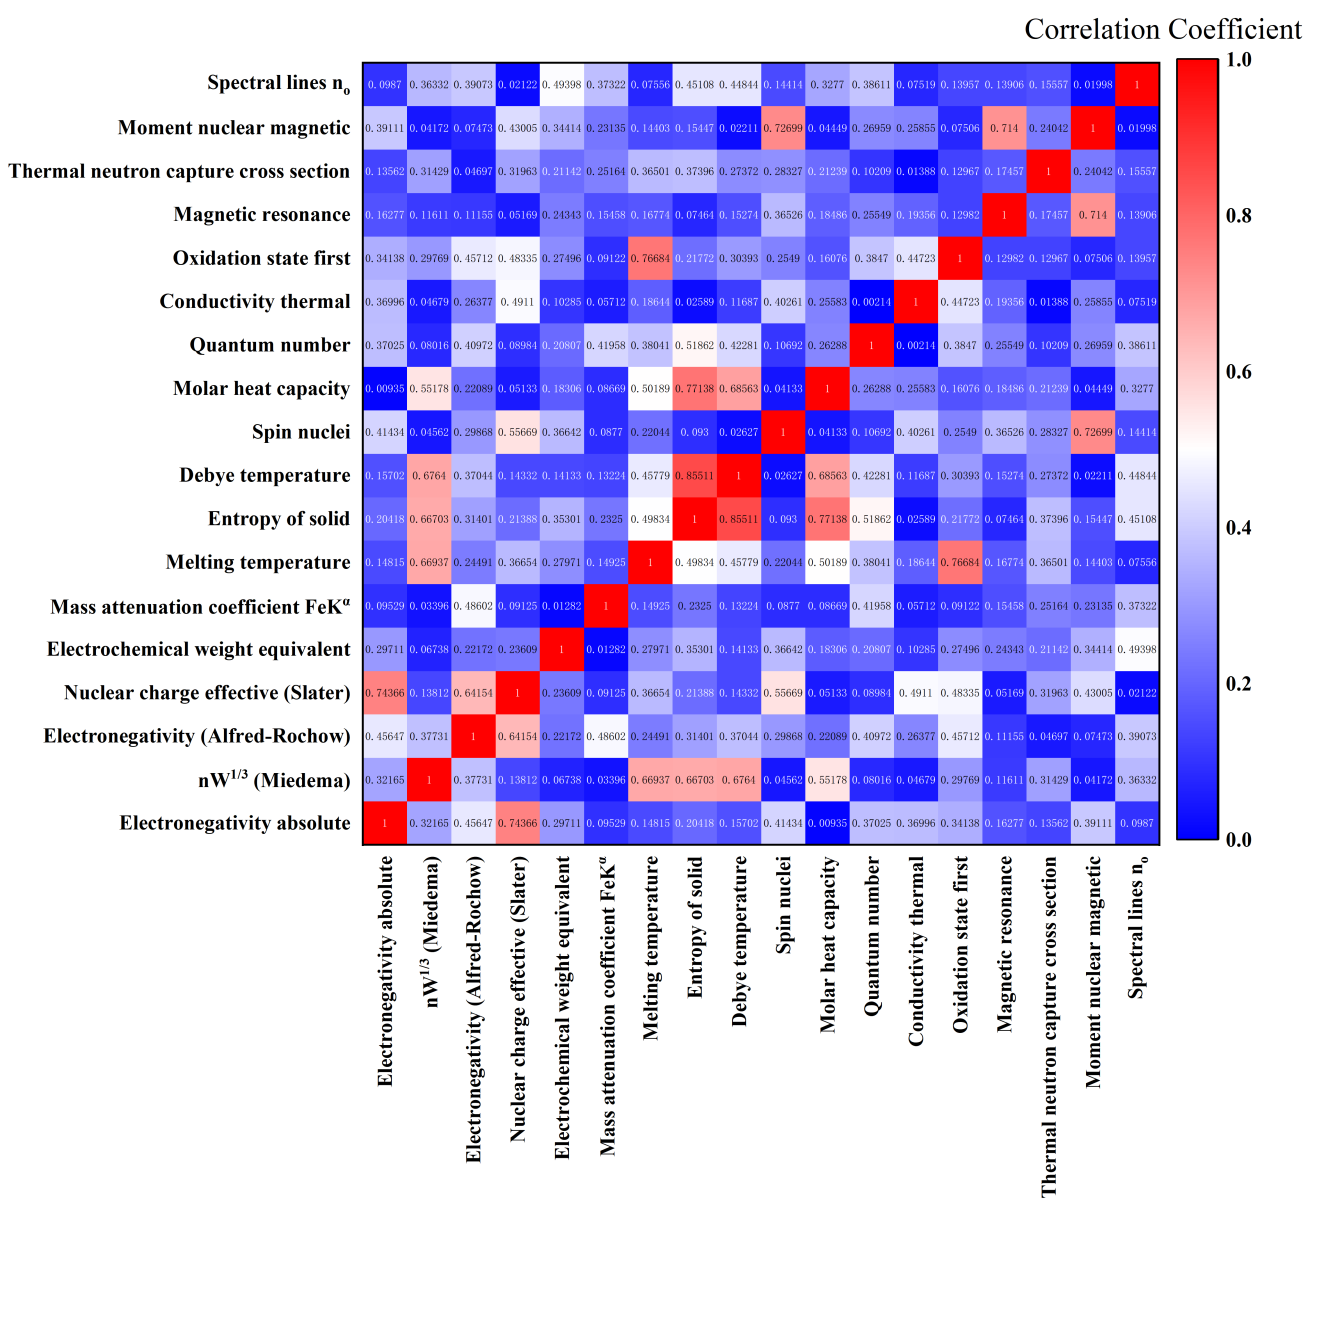 Correlation Coefficient
Spectral lines nₒ 0.0987 0.36332 0.39073 0.02122 0.49398 0.37322 0.07556 0.45108 0.44844 0.14414 0.3277 0.38611 0.07519 0.13957 0.13906 0.15557 0.01998 1
Moment nuclear magnetic 0.39111 0.04172 0.07473 0.43005 0.34414 0.23135 0.14403 0.15447 0.02211 0.72699 0.04449 0.26959 0.25855 0.07506 0.714 0.24042 1 0.01998
Thermal neutron capture cross section 0.13562 0.31429 0.04697 0.31963 0.21142 0.25164 0.36501 0.37396 0.27372 0.28327 0.21239 0.10209 0.01388 0.12967 0.17457 1 0.24042 0.15557
Magnetic resonance 0.16277 0.11611 0.11155 0.05169 0.24343 0.15458 0.16774 0.07464 0.15274 0.36526 0.18486 0.25549 0.19356 0.12982 1 0.17457 0.714 0.13906
Oxidation state first 0.34138 0.29769 0.45712 0.48335 0.27496 0.09122 0.76684 0.21772 0.30393 0.2549 0.16076 0.3847 0.44723 1 0.12982 0.12967 0.07506 0.13957
Conductivity thermal 0.36996 0.04679 0.26377 0.4911 0.10285 0.05712 0.18644 0.02589 0.11687 0.40261 0.25583 0.00214 1 0.44723 0.19356 0.01388 0.25855 0.07519
Quantum number 0.37025 0.08016 0.40972 0.08984 0.20807 0.41958 0.38041 0.51862 0.42281 0.10692 0.26288 1 0.00214 0.3847 0.25549 0.10209 0.26959 0.38611
Molar heat capacity 0.00935 0.55178 0.22089 0.05133 0.18306 0.08669 0.50189 0.77138 0.68563 0.04133 1 0.26288 0.25583 0.16076 0.18486 0.21239 0.04449 0.3277
Spin nuclei 0.41434 0.04562 0.29868 0.55669 0.36642 0.0877 0.22044 0.093 0.02627 1 0.04133 0.10692 0.40261 0.2549 0.36526 0.28327 0.72699 0.14414
Debye temperature 0.15702 0.6764 0.37044 0.14332 0.14133 0.13224 0.45779 0.85511 1 0.02627 0.68563 0.42281 0.11687 0.30393 0.15274 0.27372 0.02211 0.44844
Entropy of solid 0.20418 0.66703 0.31401 0.21388 0.35301 0.2325 0.49834 1 0.85511 0.093 0.77138 0.51862 0.02589 0.21772 0.07464 0.37396 0.15447 0.45108
Melting temperature 0.14815 0.66937 0.24491 0.36654 0.27971 0.14925 1 0.49834 0.45779 0.22044 0.50189 0.38041 0.18644 0.76684 0.16774 0.36501 0.14403 0.07556
Mass attenuation coefficient FeKᵅ 0.09529 0.03396 0.48602 0.09125 0.01282 1 0.14925 0.2325 0.13224 0.0877 0.08669 0.41958 0.05712 0.09122 0.15458 0.25164 0.23135 0.37322
Electrochemical weight equivalent 0.29711 0.06738 0.22172 0.23609 1 0.01282 0.27971 0.35301 0.14133 0.36642 0.18306 0.20807 0.10285 0.27496 0.24343 0.21142 0.34414 0.49398
Nuclear charge effective (Slater) 0.74366 0.13812 0.64154 1 0.23609 0.09125 0.36654 0.21388 0.14332 0.55669 0.05133 0.08984 0.4911 0.48335 0.05169 0.31963 0.43005 0.02122
Electronegativity (Alfred-Rochow) 0.45647 0.37731 1 0.64154 0.22172 0.48602 0.24491 0.31401 0.37044 0.29868 0.22089 0.40972 0.26377 0.45712 0.11155 0.04697 0.07473 0.39073
nW¹ᐟ³ (Miedema) 0.32165 1 0.37731 0.13812 0.06738 0.03396 0.66937 0.66703 0.6764 0.04562 0.55178 0.08016 0.04679 0.29769 0.11611 0.31429 0.04172 0.36332
Electronegativity absolute 1 0.32165 0.45647 0.74366 0.29711 0.09529 0.14815 0.20418 0.15702 0.41434 0.00935 0.37025 0.36996 0.34138 0.16277 0.13562 0.39111 0.0987
Electronegativity absolute
nW¹ᐟ³ (Miedema)
Electronegativity (Alfred-Rochow)
Nuclear charge effective (Slater)
Electrochemical weight equivalent
Mass attenuation coefficient FeKᵅ
Melting temperature
Entropy of solid
Debye temperature
Spin nuclei
Molar heat capacity
Quantum number
Conductivity thermal
Oxidation state first
Magnetic resonance
Thermal neutron capture cross section
Moment nuclear magnetic
Spectral lines nₒ
1.0
0.8
0.6
0.4
0.2
0.0